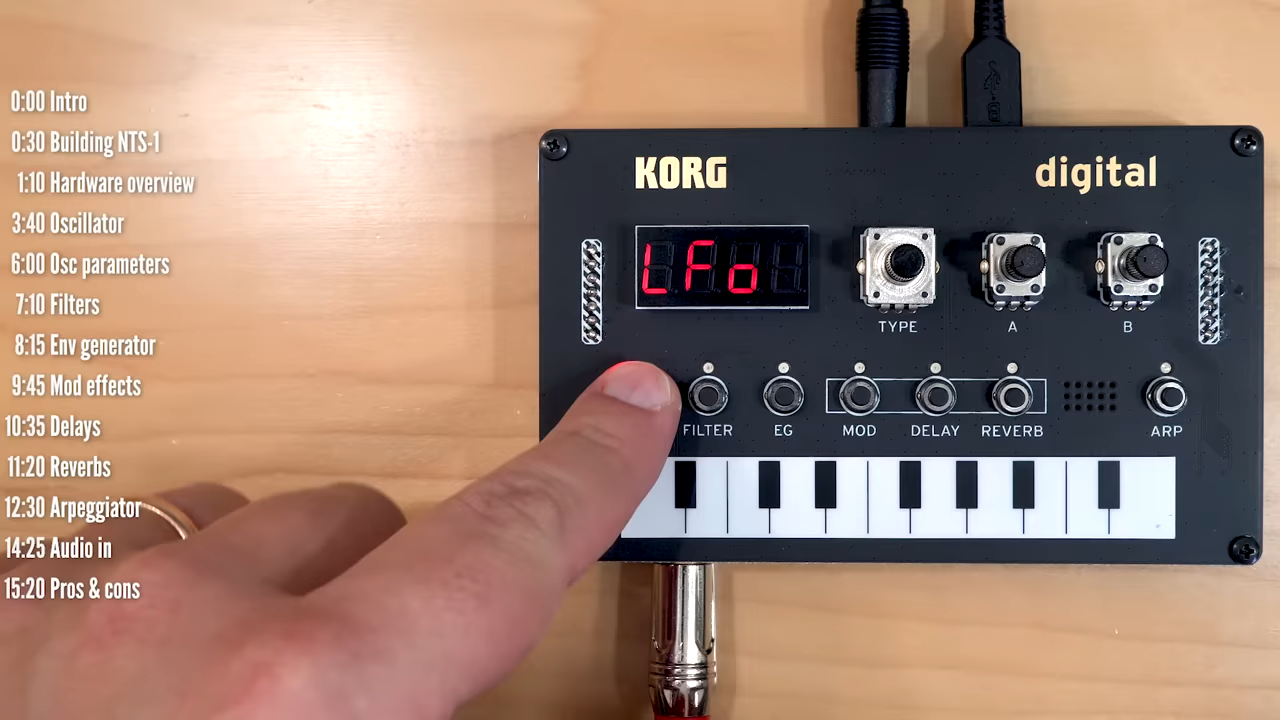 0:00 Intro
0:30 Building NTS-1
1:10 Hardware overview
3:40 Oscillator
6:00 Osc parameters
7:10 Filters
8:15 Env generator
9:45 Mod effects
10:35 Delays
11:20 Reverbs
12:30 Arpeggiator
14:25 Audio in
15:20 Pros & cons
KORG
digital
LFo
TYPE
A
B
FILTER
EG
MOD
DELAY
REVERB
ARP